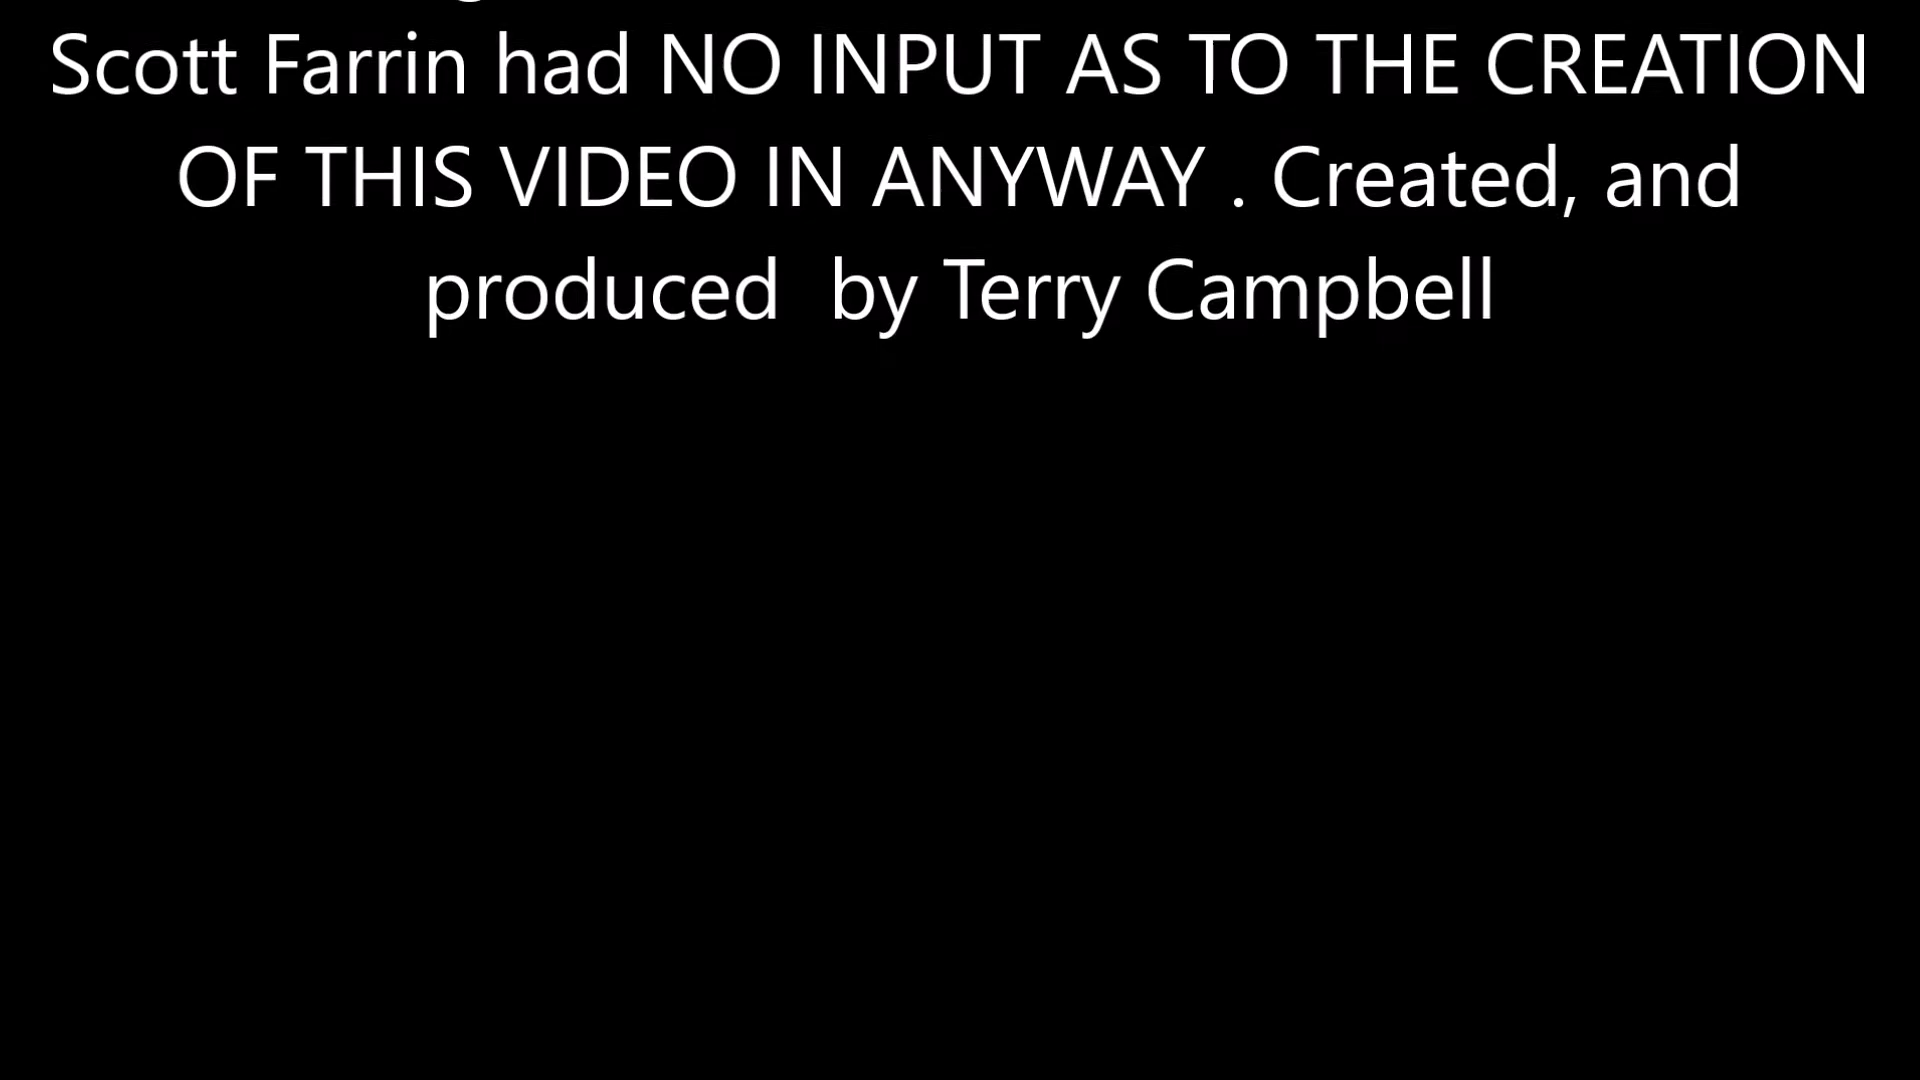 Scott Farrin had NO INPUT AS TO THE CREATION
OF THIS VIDEO IN ANYWAY . Created, and
produced  by Terry Campbell